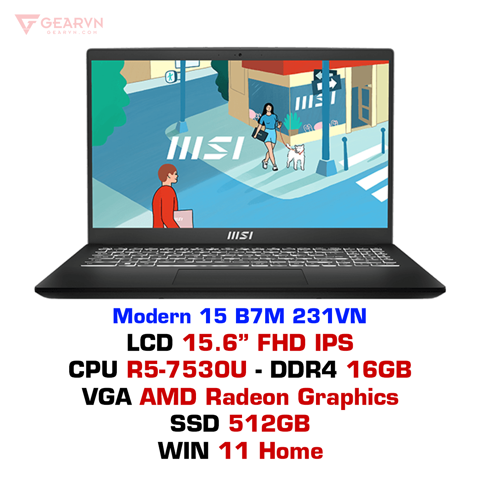 GEARVN
GEARVN.COM
msi
msi
msi
Modern 15 B7M 231VN
LCD 15.6” FHD IPS
CPU R5-7530U - DDR4 16GB
VGA AMD Radeon Graphics
SSD 512GB
WIN 11 Home